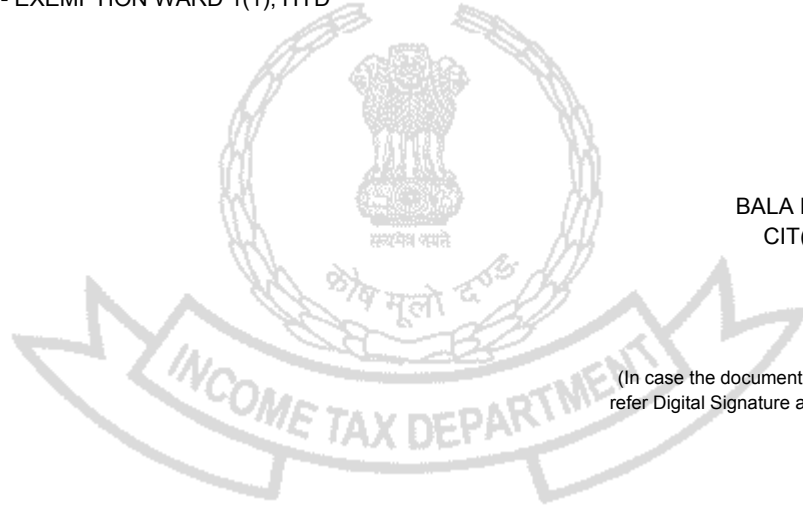 - EXEMPTION WARD 1(1), HYD
BALA
CIT(
सत्यमेव जयते
कोष मूलो दण्डः
(In case the document
refer Digital Signature a
INCOME TAX DEPARTMENT